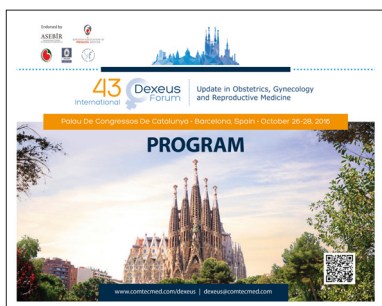 Endorsed by
ASEBIR
43
International
Dexeus
Forum
Update in Obstetrics, Gynecology
and Reproductive Medicine
Palau De Congressos De Catalunya • Barcelona, Spain • October 26-28, 2016
PROGRAM
www.comtecmed.com/dexeus | dexeus@comtecmed.com